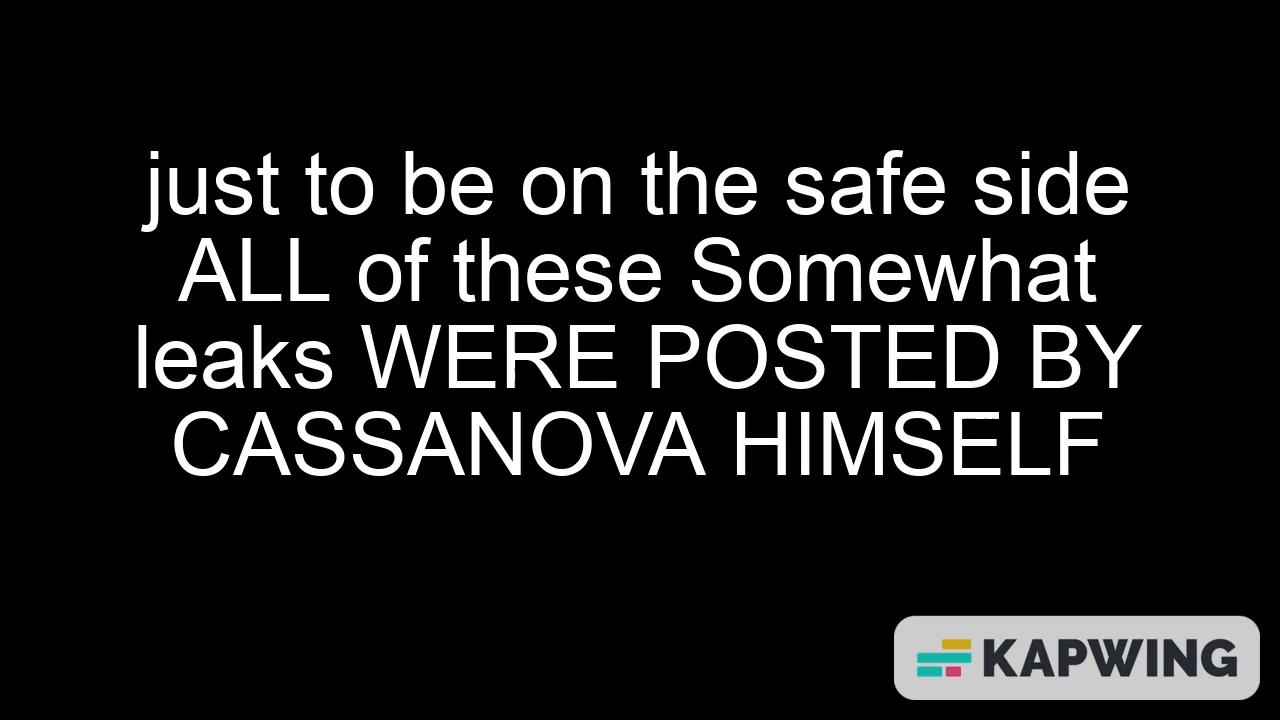 just to be on the safe side
ALL of these Somewhat
leaks WERE POSTED BY
CASSANOVA HIMSELF
KAPWING